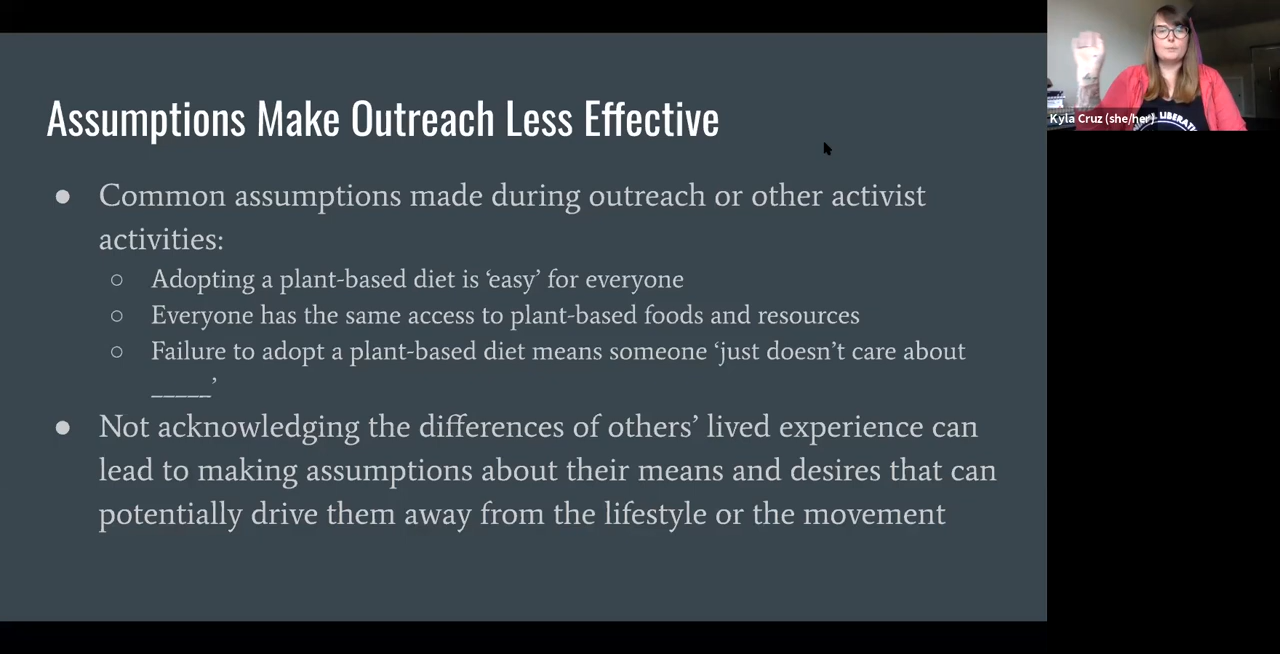 Assumptions Make Outreach Less Effective
● Common assumptions made during outreach or other activist
activities:
○ Adopting a plant-based diet is ‘easy’ for everyone
○ Everyone has the same access to plant-based foods and resources
○ Failure to adopt a plant-based diet means someone ‘just doesn’t care about
_____’
● Not acknowledging the differences of others’ lived experience can
lead to making assumptions about their means and desires that can
potentially drive them away from the lifestyle or the movement
Kyla Cruz (she/her)